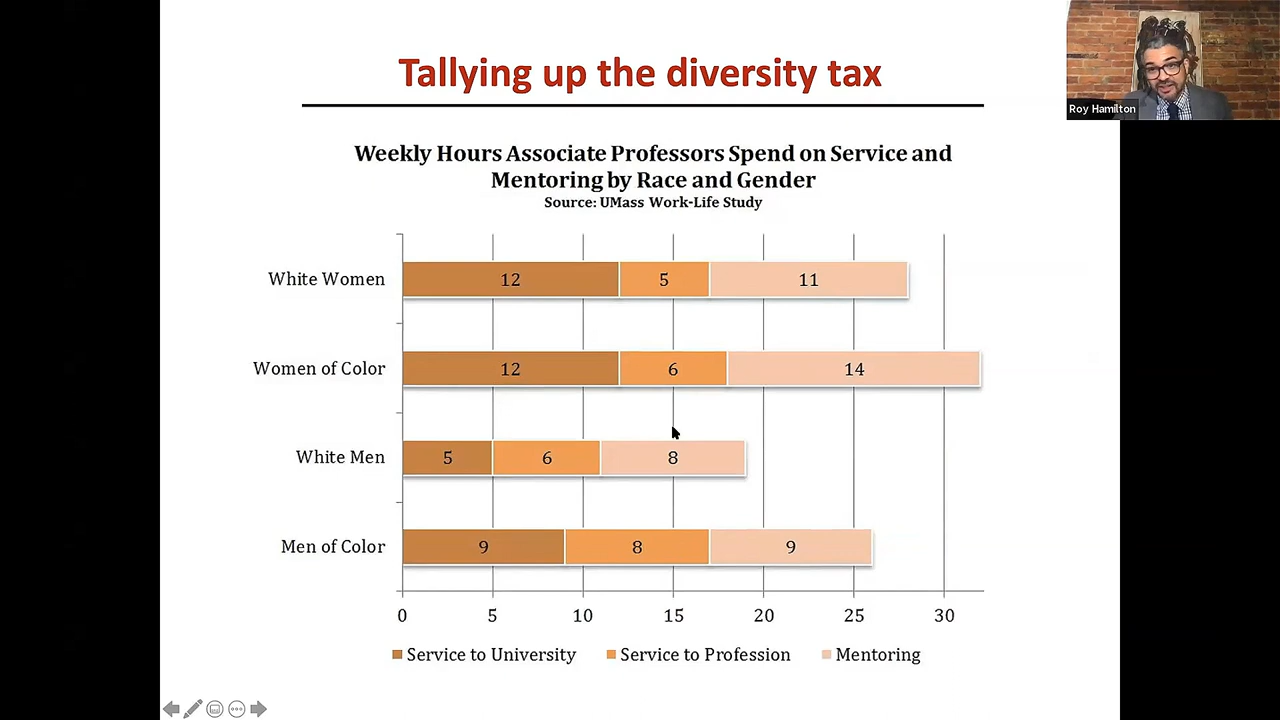 Tallying up the diversity tax
Roy Hamilton
Weekly Hours Associate Professors Spend on Service and
Mentoring by Race and Gender
Source: UMass Work-Life Study
White Women 12 5 11
Women of Color 12 6 14
White Men 5 6 8
Men of Color 9 8 9
0 5 10 15 20 25 30
Service to University Service to Profession Mentoring